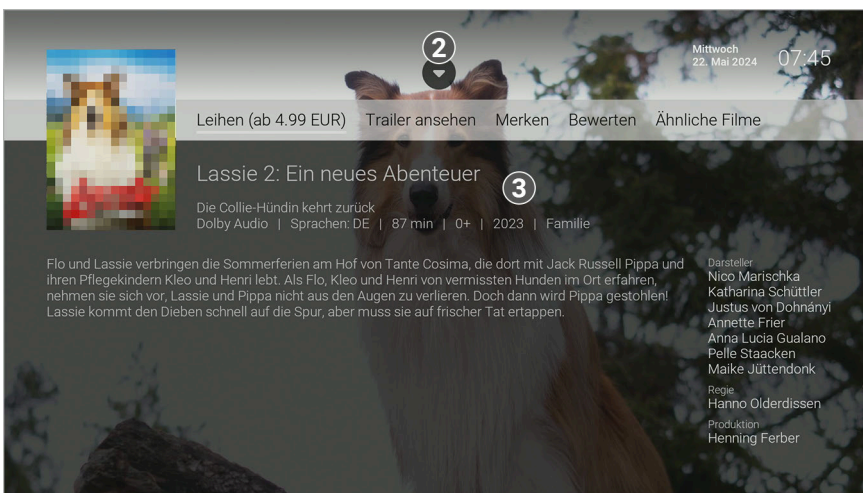 2
Mittwoch
22. Mai 2024
07:45
Leihen (ab 4.99 EUR) Trailer ansehen Merken Bewerten Ähnliche Filme
Lassie 2: Ein neues Abenteuer
3
Die Collie-Hündin kehrt zurück
Dolby Audio | Sprachen: DE | 87 min | 0+ | 2023 | Familie
Flo und Lassie verbringen die Sommerferien am Hof von Tante Cosima, die dort mit Jack Russell Pippa und
ihren Pflegekindern Kleo und Henri lebt. Als Flo, Kleo und Henri von vermissten Hunden im Ort erfahren,
nehmen sie sich vor, Lassie und Pippa nicht aus den Augen zu verlieren. Doch dann wird Pippa gestohlen!
Lassie kommt den Dieben schnell auf die Spur, aber muss sie auf frischer Tat ertappen.
Darsteller
Nico Marischka
Katharina Schüttler
Justus von Dohnányi
Annette Frier
Anna Lucia Gualano
Pelle Staacken
Maike Jüttendonk
Regie
Hanno Olderdissen
Produktion
Henning Ferber